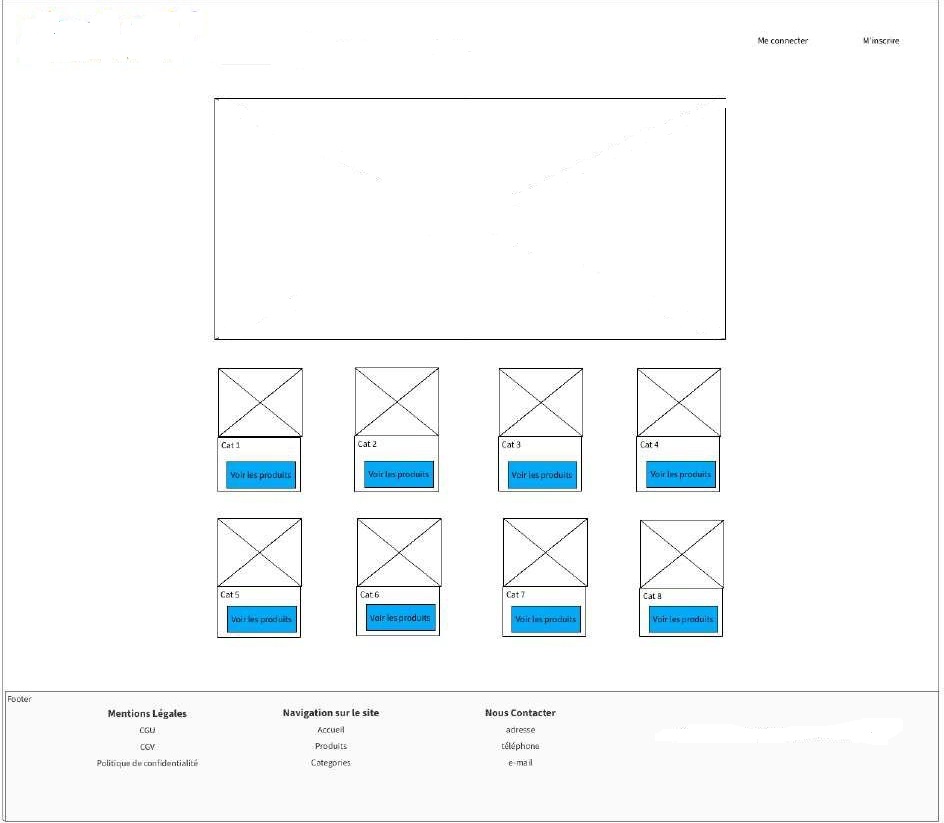 Me connecter M'inscrire
Cat 1 Cat 2 Cat 3 Cat 4
Voir les produits Voir les produits Voir les produits Voir les produits
Cat 5 Cat 6 Cat 7 Cat 8
Voir les produits Voir les produits Voir les produits Voir les produits
Footer
Mentions Légales
CGU
CGV
Politique de confidentialité
Navigation sur le site
Accueil
Produits
Categories
Nous Contacter
adresse
téléphone
e-mail